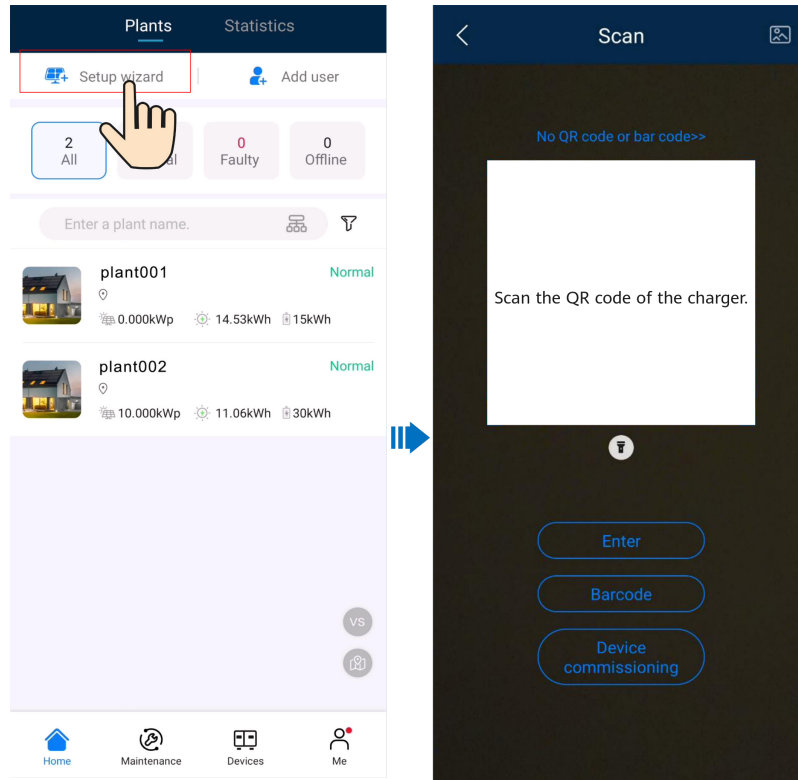 Plants Statistics
Setup wizard Add user
2 0 0
All Faulty Offline
Enter a plant name.
plant001 Normal
0.000kWp 14.53kWh 15kWh
plant002 Normal
10.000kWp 11.06kWh 30kWh
VS
Home Maintenance Devices Me
Scan
No QR code or bar code>>
Scan the QR code of the charger.
Enter
Barcode
Device
commissioning